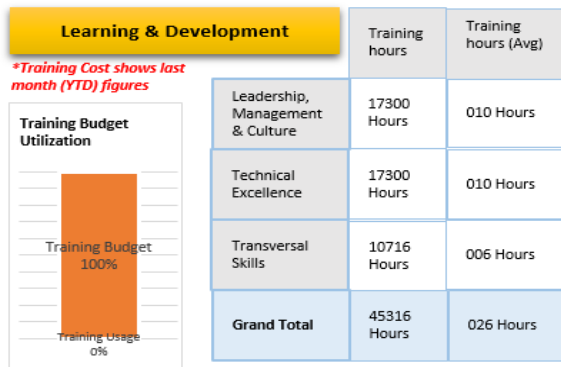 Learning & Development
*Training Cost shows last
month (YTD) figures
Training Budget
Utilization
Training Budget
100%
Training Usage
0%
Training
hours
Training
hours (Avg)
Leadership,
Management
& Culture
17300
Hours
010 Hours
Technical
Excellence
17300
Hours
010 Hours
Transversal
Skills
10716
Hours
006 Hours
Grand Total
45316
Hours
026 Hours